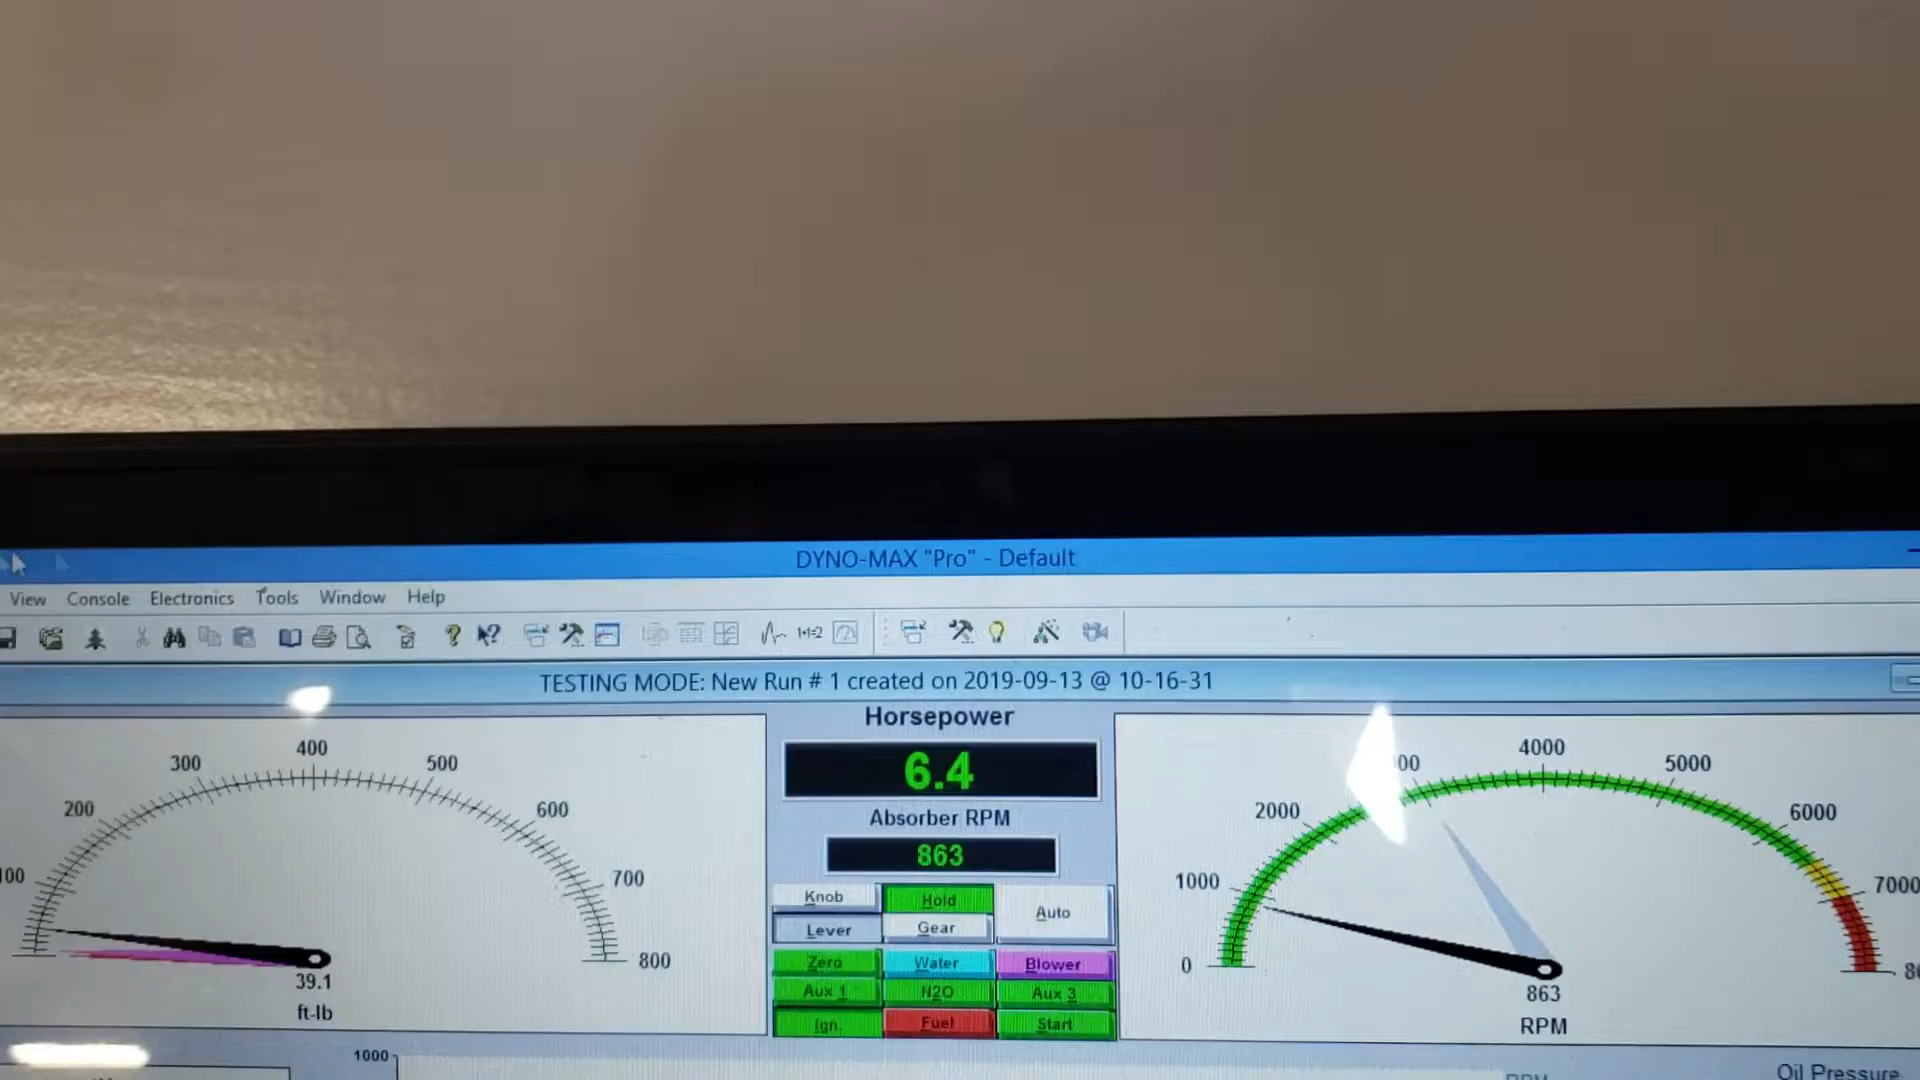 DYNO-MAX "Pro" - Default
View Console Electronics Tools Window Help
1+1=2
TESTING MODE: New Run # 1 created on 2019-09-13 @ 10-16-31
Horsepower
6.4
Absorber RPM
863
Knob Hold Auto
Lever Gear
Zero Water Blower
Aux 1 N2O Aux 3
Ign. Fuel Start
200 300 400 500 600 700 800
39.1
ft-lb
0 1000 2000 4000 5000 6000 7000
863
RPM
1000
Oil Pressure